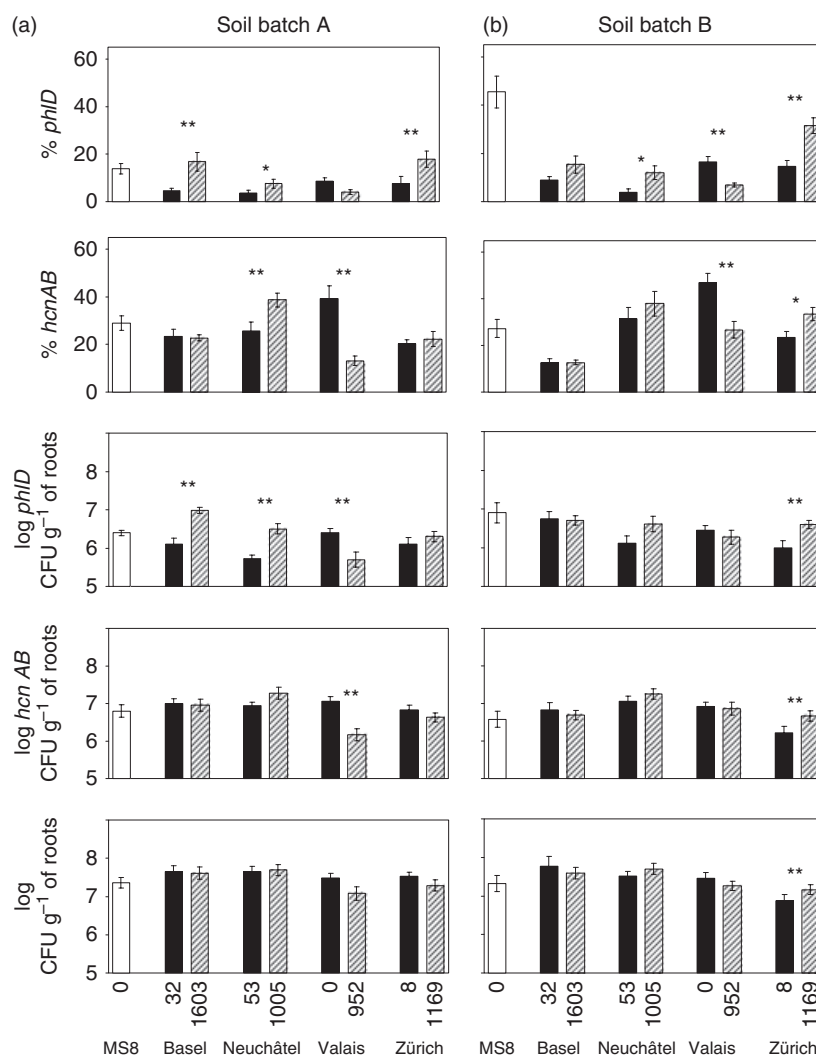 (a) Soil batch A (b) Soil batch B
60
40
20
0
% phlD
** * **
* ** **
60
40
20
0
% hcnAB
** **
** *
8
7
6
5
log phlD
CFU g⁻¹ of roots
** ** **
**
8
7
6
5
log hcn AB
CFU g⁻¹ of roots
**
**
8
7
6
5
log
CFU g⁻¹ of roots
**
0 32 1603 53 1005 0 952 8 1169 0 32 1603 53 1005 0 952 8 1169
MS8 Basel Neuchâtel Valais Zürich MS8 Basel Neuchâtel Valais Zürich